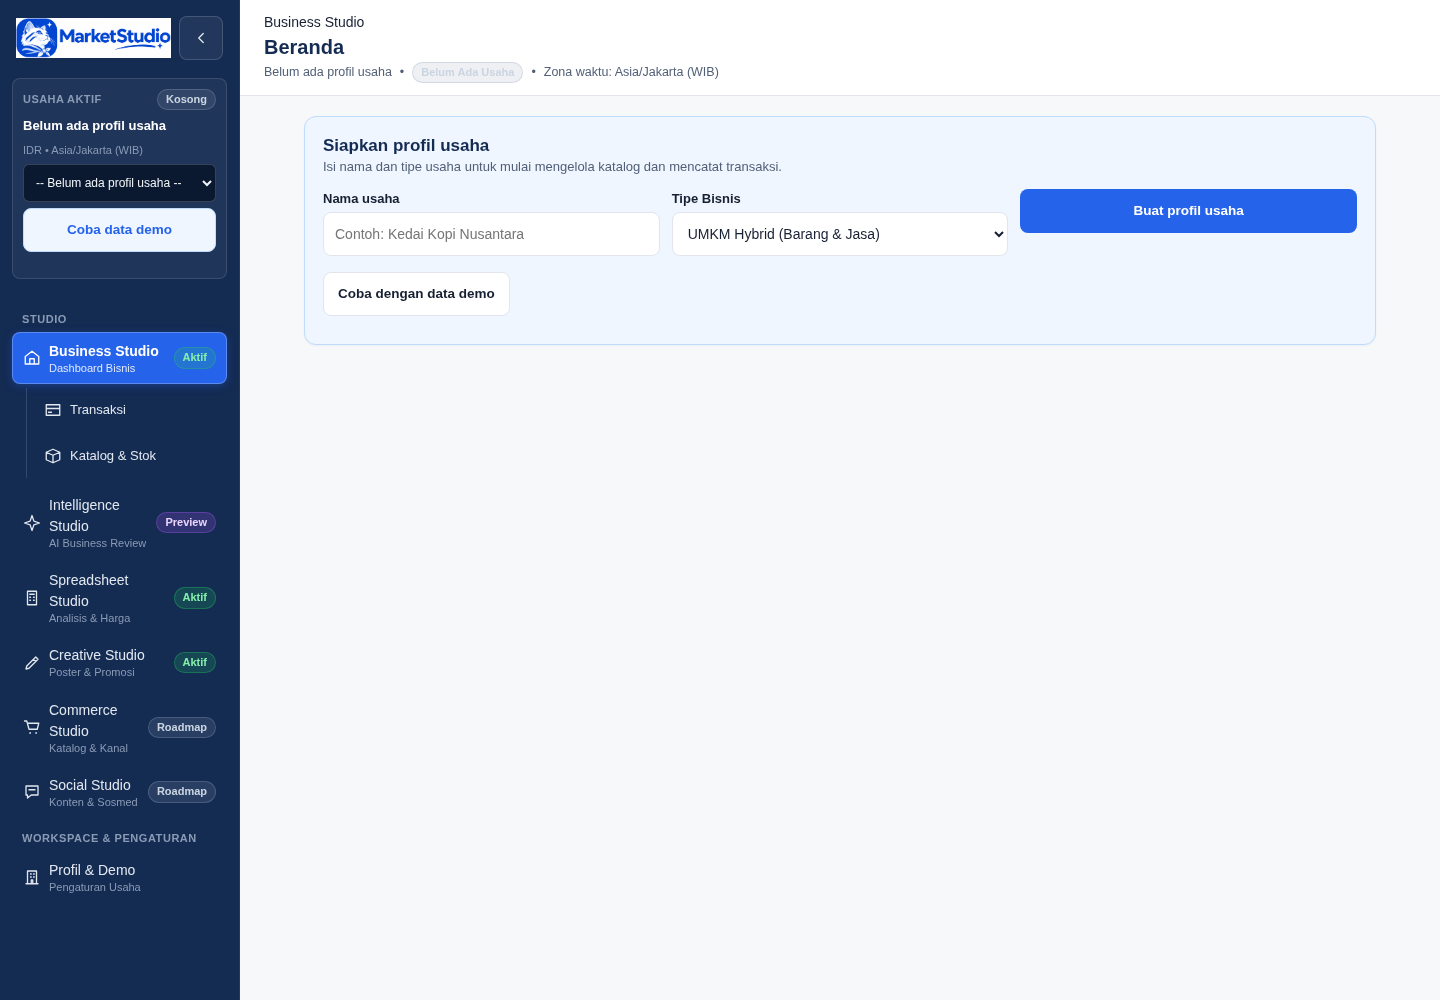 MarketStudio
USAHA AKTIF
Kosong
Belum ada profil usaha
IDR • Asia/Jakarta (WIB)
-- Belum ada profil usaha --
Coba data demo
STUDIO
Business Studio
Dashboard Bisnis
Aktif
Transaksi
Katalog & Stok
Intelligence
Studio
AI Business Review
Preview
Spreadsheet
Studio
Analisis & Harga
Aktif
Creative Studio
Poster & Promosi
Aktif
Commerce
Studio
Katalog & Kanal
Roadmap
Social Studio
Konten & Sosmed
Roadmap
WORKSPACE & PENGATURAN
Profil & Demo
Pengaturan Usaha
Business Studio
Beranda
Belum ada profil usaha • Belum Ada Usaha • Zona waktu: Asia/Jakarta (WIB)
Siapkan profil usaha
Isi nama dan tipe usaha untuk mulai mengelola katalog dan mencatat transaksi.
Nama usaha
Contoh: Kedai Kopi Nusantara
Tipe Bisnis
UMKM Hybrid (Barang & Jasa)
Buat profil usaha
Coba dengan data demo